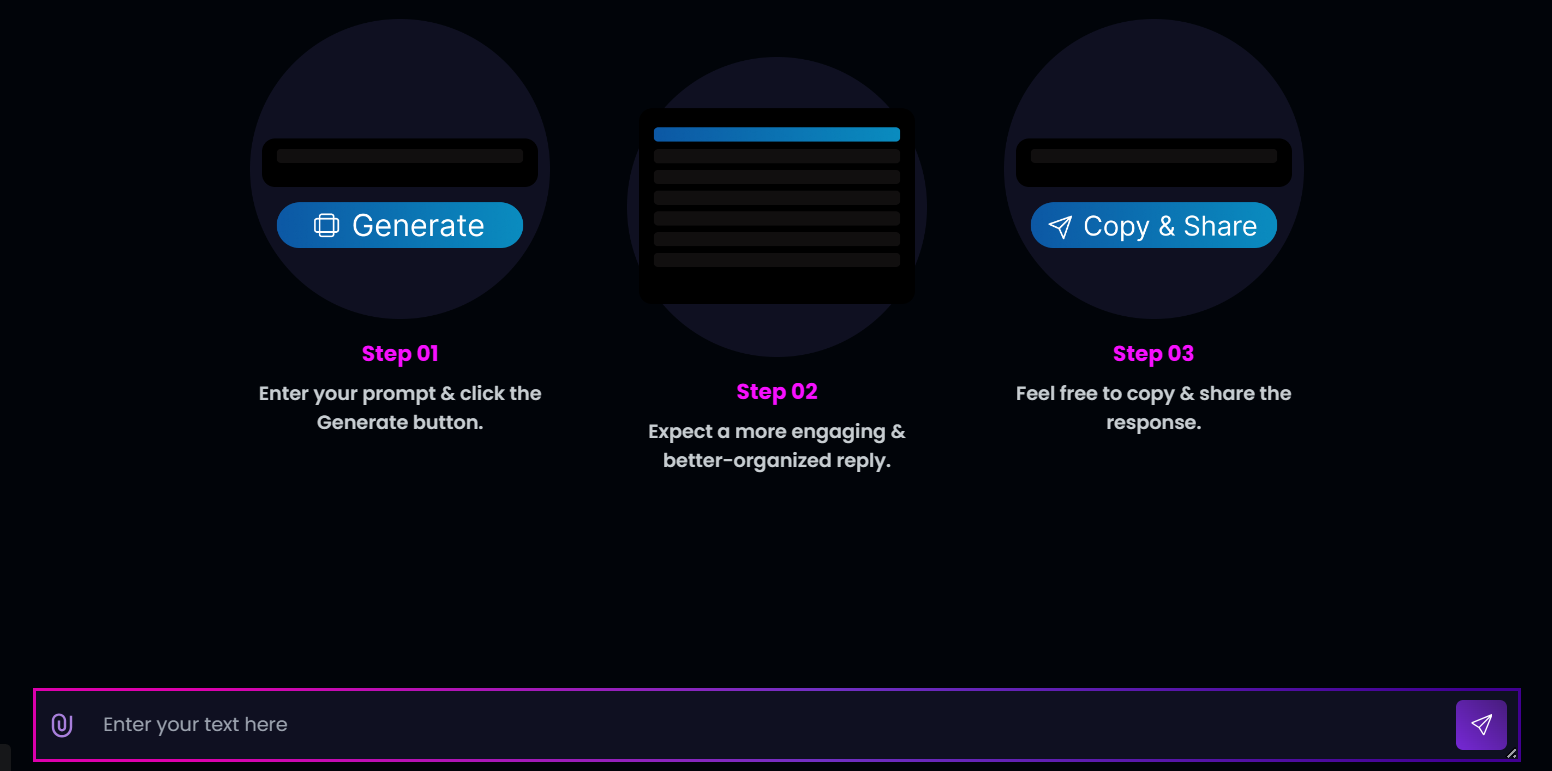 Generate
Step 01
Enter your prompt & click the
Generate button.
Step 02
Expect a more engaging &
better-organized reply.
Copy & Share
Step 03
Feel free to copy & share the
response.
Enter your text here